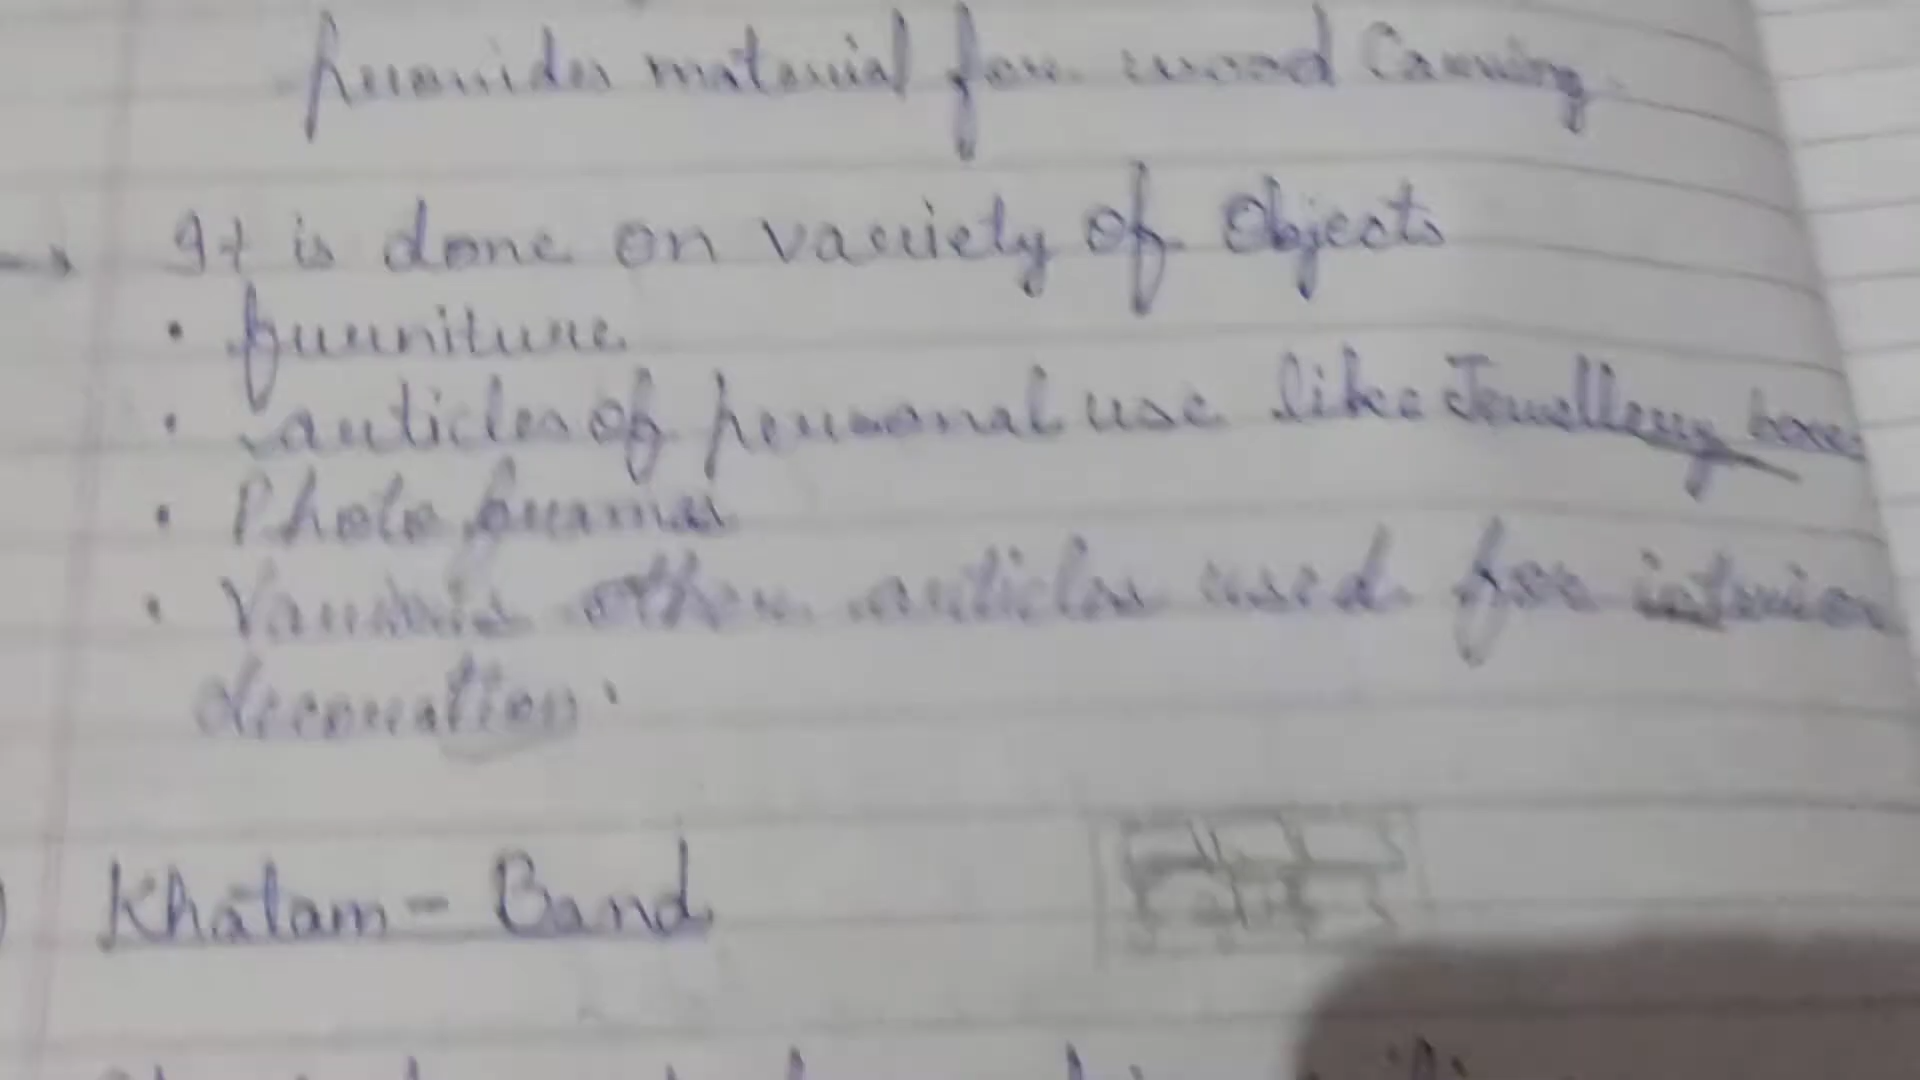 provides material for wood Carving.
→ It is done on variety of Objects
• furniture
• articles of personal use like Jewellery boxes
• Photo frames
• Various other articles used for interior
decoration.
Khatam - Band